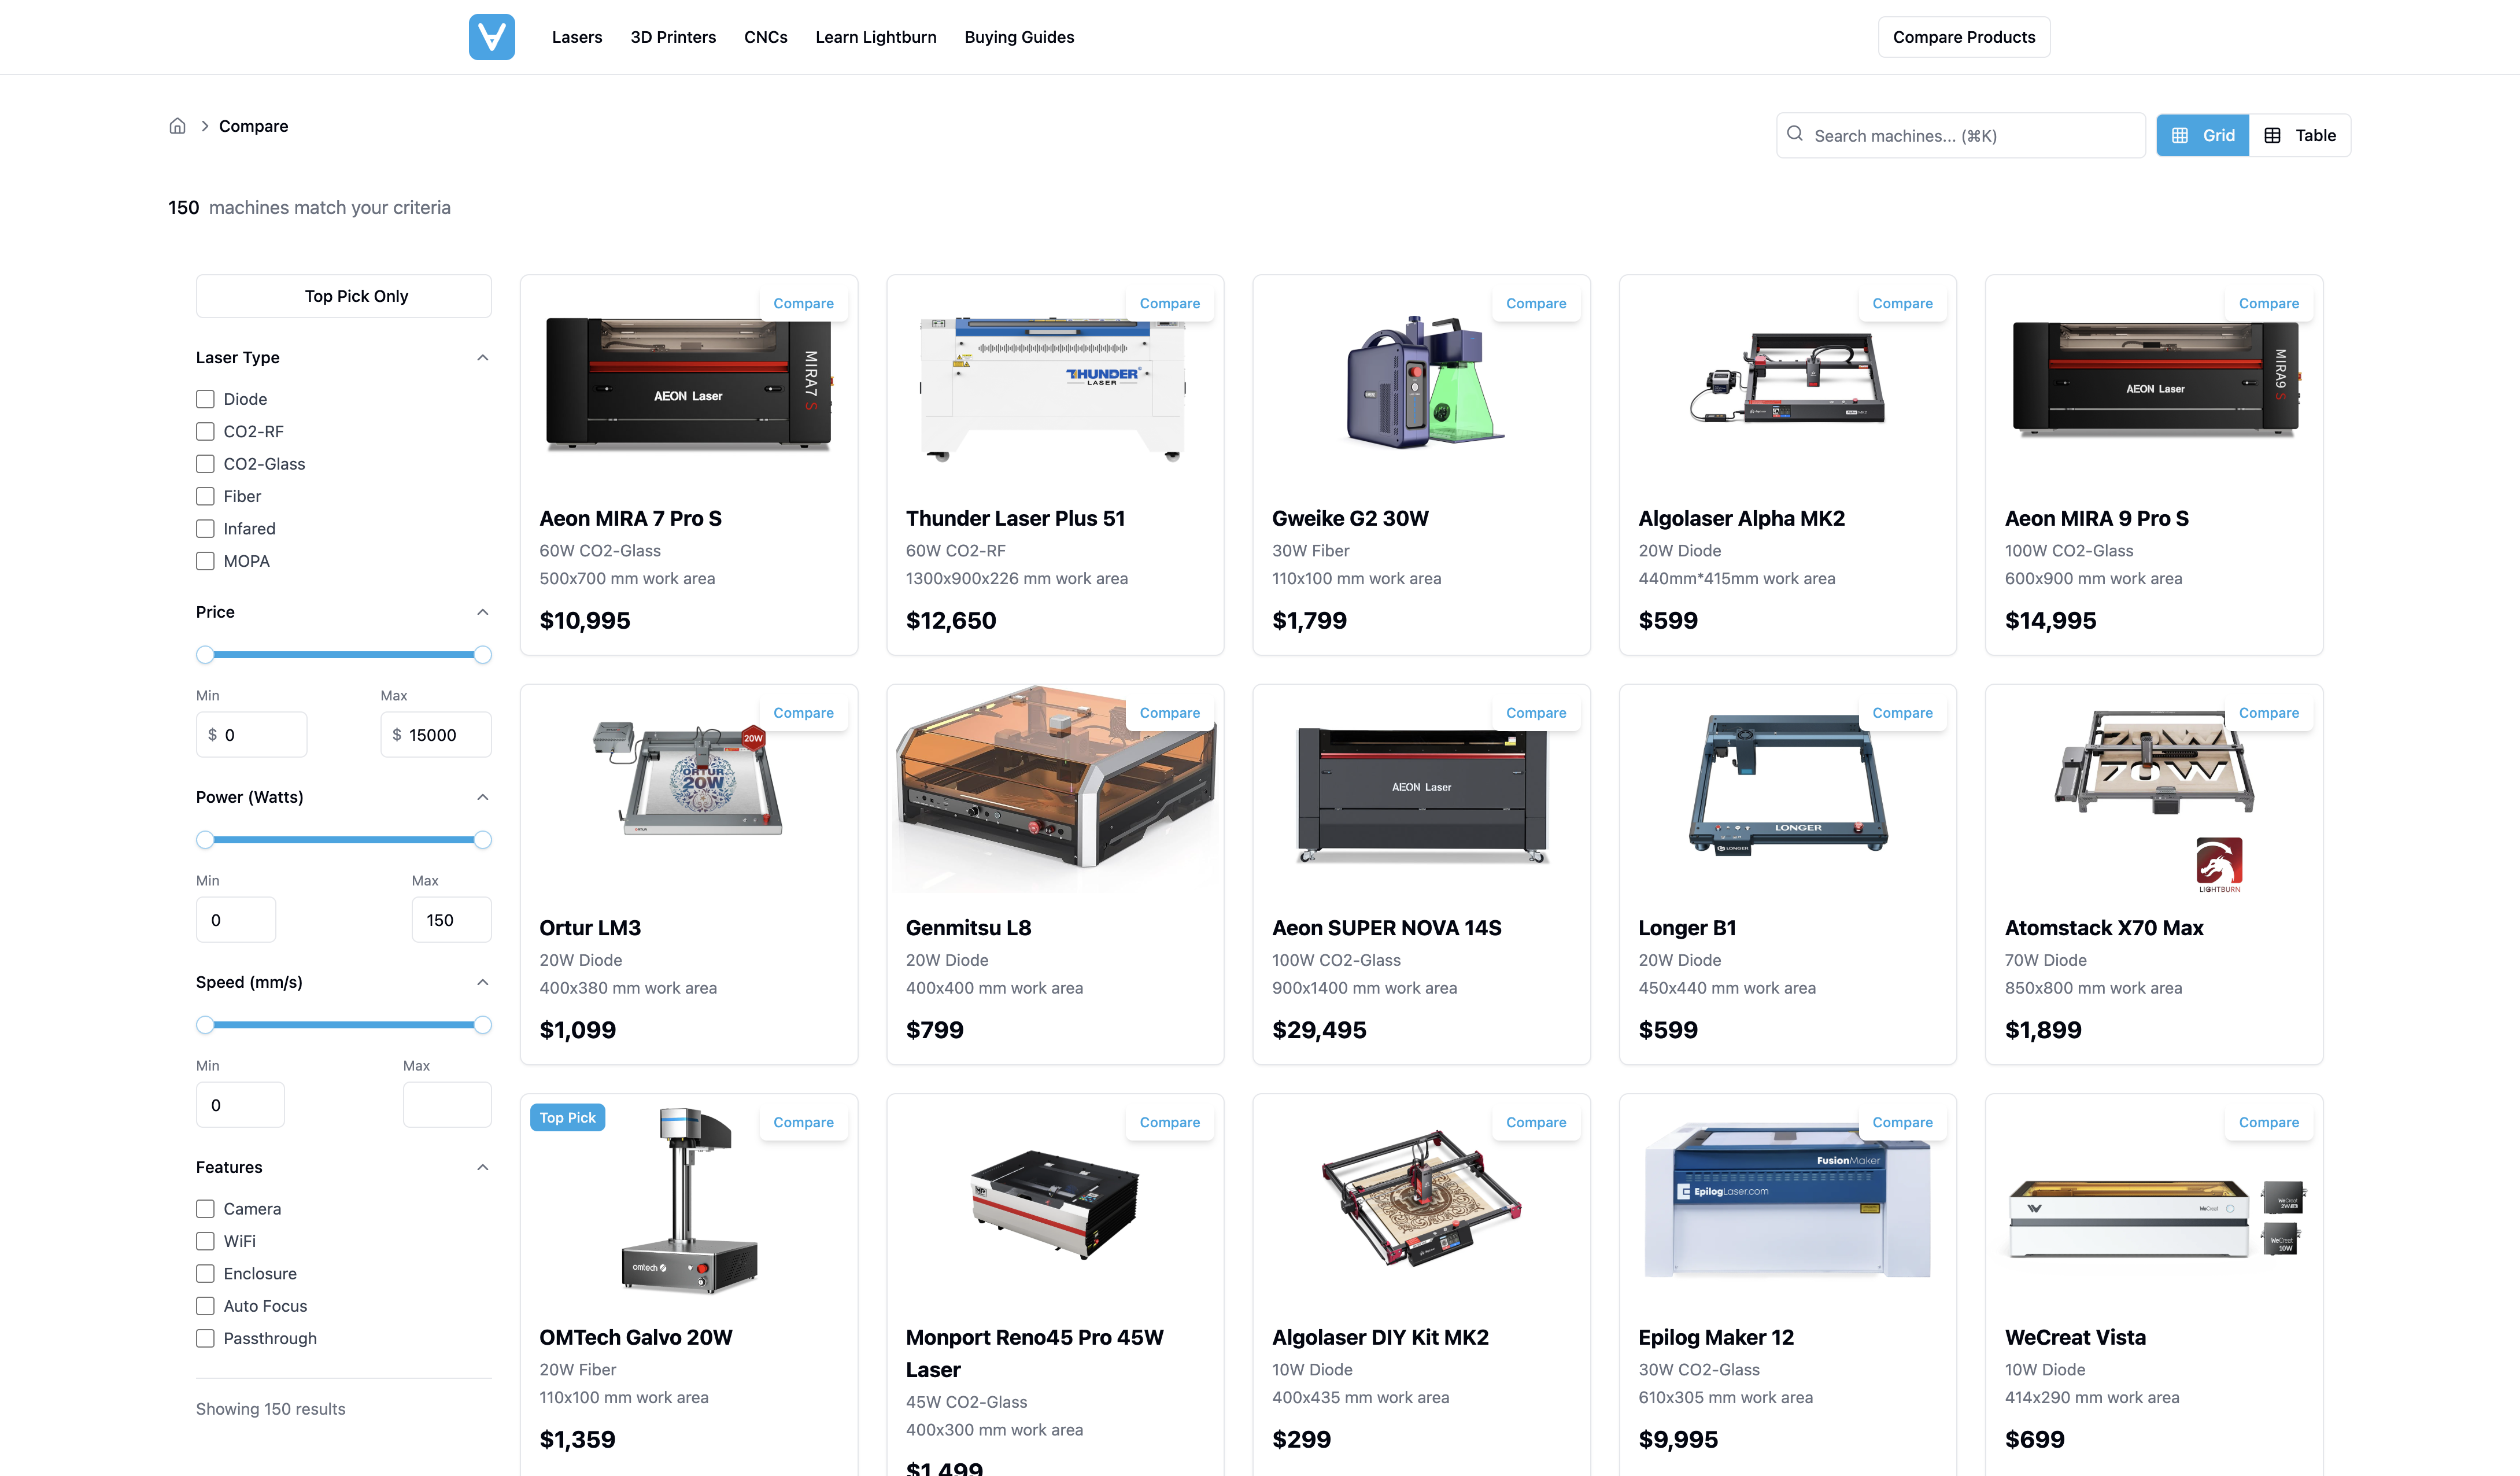 Lasers
3D Printers
CNCs
Learn Lightburn
Buying Guides
Compare Products
Compare
Search machines... (⌘K)
Grid
Table
150 machines match your criteria
Top Pick Only
Laser Type
Diode
CO2-RF
CO2-Glass
Fiber
Infared
MOPA
Price
Min
Max
$ 0
$ 15000
Power (Watts)
Min
Max
0
150
Speed (mm/s)
Min
Max
0
Features
Camera
WiFi
Enclosure
Auto Focus
Passthrough
Showing 150 results
Compare
AEON Laser
MIRA7 S
Aeon MIRA 7 Pro S
60W CO2-Glass
500x700 mm work area
$10,995
Compare
THUNDER
LASER
Thunder Laser Plus 51
60W CO2-RF
1300x900x226 mm work area
$12,650
Compare
Gweike G2 30W
30W Fiber
110x100 mm work area
$1,799
Compare
Algolaser Alpha MK2
20W Diode
440mm*415mm work area
$599
Compare
AEON Laser
MIRA9 S
Aeon MIRA 9 Pro S
100W CO2-Glass
600x900 mm work area
$14,995
Compare
20W
ORTUR
20W
Ortur LM3
20W Diode
400x380 mm work area
$1,099
Compare
Genmitsu L8
20W Diode
400x400 mm work area
$799
Compare
AEON Laser
Aeon SUPER NOVA 14S
100W CO2-Glass
900x1400 mm work area
$29,495
Compare
LONGER
LONGER
Longer B1
20W Diode
450x440 mm work area
$599
Compare
70W
LIGHTBURN
Atomstack X70 Max
70W Diode
850x800 mm work area
$1,899
Top Pick
Compare
omtech
OMTech Galvo 20W
20W Fiber
110x100 mm work area
$1,359
Compare
Monport Reno45 Pro 45W
Laser
45W CO2-Glass
400x300 mm work area
$1,499
Compare
Algolaser DIY Kit MK2
10W Diode
400x435 mm work area
$299
Compare
FusionMaker
EpilogLaser.com
Epilog Maker 12
30W CO2-Glass
610x305 mm work area
$9,995
Compare
WeCreat
WeCreat
2W IR
WeCreat
10W
WeCreat Vista
10W Diode
414x290 mm work area
$699